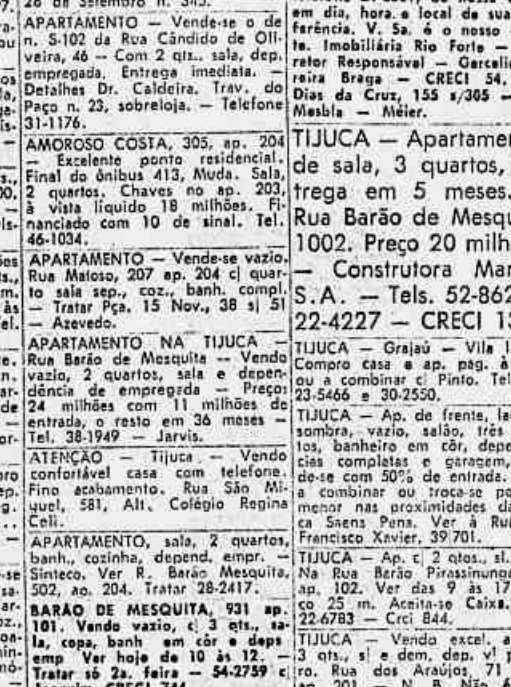 APARTAMENTO — Vende-se o de
n. S-102 da Rua Cândido de Oli-
veira, 46 — Com 2 qts., sala, dep.
empregada. Entrega imediata. —
Detalhes Dr. Caldeira. Trav. do
Paço n. 23, sobreloja. — Telefone
31-1176.
AMOROSO COSTA, 305, ap. 204
— Excelente ponto residencial.
Final do ônibus 413, Muda. Sala,
2 quartos. Chaves no ap. 203,
à vista líquido 18 milhões. Fi-
nanciado com 10 de sinal. Tel.
46-1034.
APARTAMENTO — Vende-se vazio.
Rua Matoso, 207 ap. 204 c| quar-
to sala sep., coz., banh. compl.
— Tratar Pça. 15 Nov., 38 s| 51
— Azevedo.
APARTAMENTO NA TIJUCA —
Rua Barão de Mesquita — Vendo
vazio, 2 quartos, sala e depen-
dência de empregada — Preço:
24 milhões com 11 milhões de
entrada, o resto em 36 meses —
Tel. 38-1949 — Jarvis.
ATENÇÃO — Tijuca — Vendo
confortável casa com telefone.
Fino acabamento. Rua São Mi-
guel, 581, Alt. Colégio Regina
Celi.
APARTAMENTO, sala, 2 quartos,
banh., cozinha, depend. empr. —
Sinteco. Ver R. Barão Mesquita,
502, ap. 204. Tratar 28-2417.
BARÃO DE MESQUITA, 931 ap.
101. Vendo vazio, c| 3 qts., sa-
la, copa, banh em côr e deps
emp Ver hoje de 10 às 12. —
Tratar só 2a. feira — 54-2759 c|
em dia, hora e local de sua
ferência. V. Sa. é o nosso
te. Imobiliária Rio Forte —
retor Responsável — Garcelia
reira Braga — CRECI 54,
Dias da Cruz, 155 s/305 —
Mesbla — Méier.
TIJUCA — Apartamen
de sala, 3 quartos,
trega em 5 meses.
Rua Barão de Mesqu
1002. Preço 20 milh
— Construtora Mar
S.A. — Tels. 52-862
22-4227 — CRECI 13
TIJUCA — Grajaú — Vila I
Compro casa e ap. pag. à
ou a combinar c| Pinto. Tel
23-5466 e 30-2550.
TIJUCA — Ap. de frente, la
sombra, vazio, salão, três
tos, banheiro em côr, depe
cias completas e garagem,
de-se com 50% de entrada.
a combinar ou troca-se po
menor nas proximidades da
ca Saens Pena. Ver à Ru
Francisco Xavier, 39|701.
TIJUCA — Ap. c| 2 qtos., sl.
Na Rua Barão Pirassinunga
ap. 102. Ver das 9 às 17
ço 25 m. Aceita-se Caixa.
22-6783 — Crci 844.
TIJUCA — Vendo excel. a
3 qts., s| e dem. dep. v| p
ro. Rua dos Araújos, 71